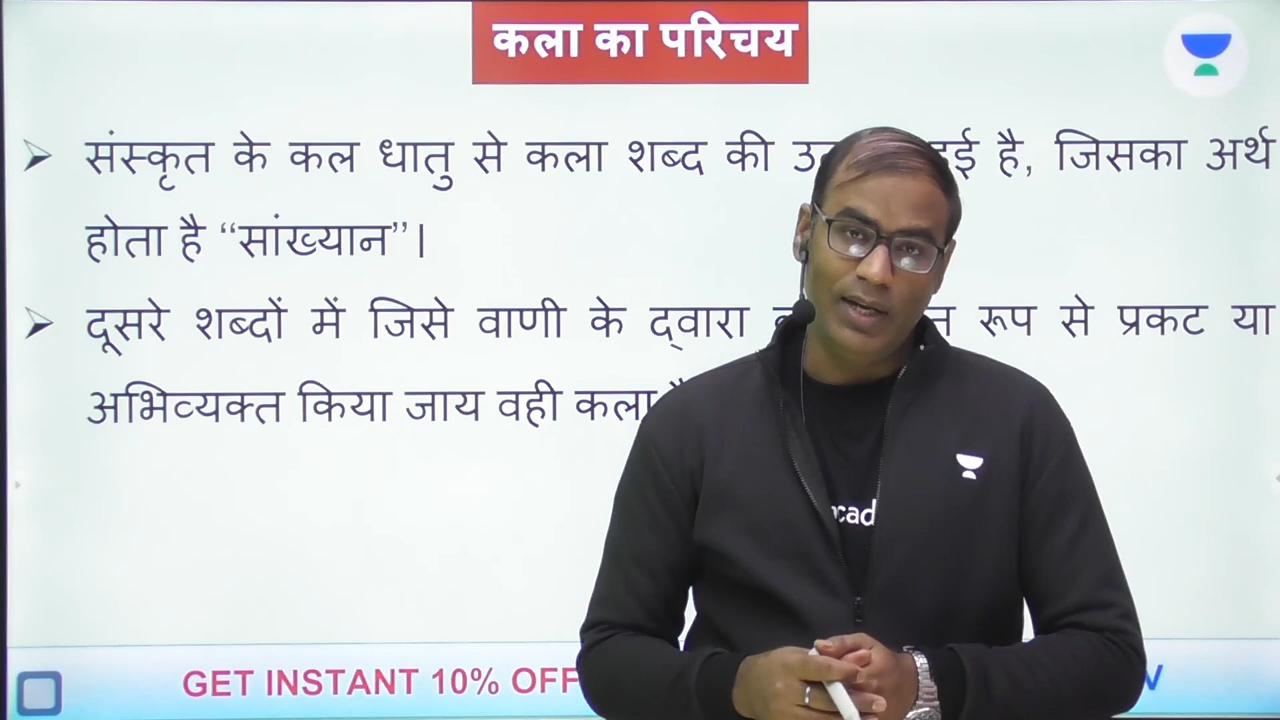 कला का परिचय
संस्कृत के कल धातु से कला शब्द की है, जिसका अर्थ
होता है “सांख्यान”।
दूसरे शब्दों में जिसे वाणी के द्वारा रूप से प्रकट या
अभिव्यक्त किया जाय वही कला
GET INSTANT 10% OFF